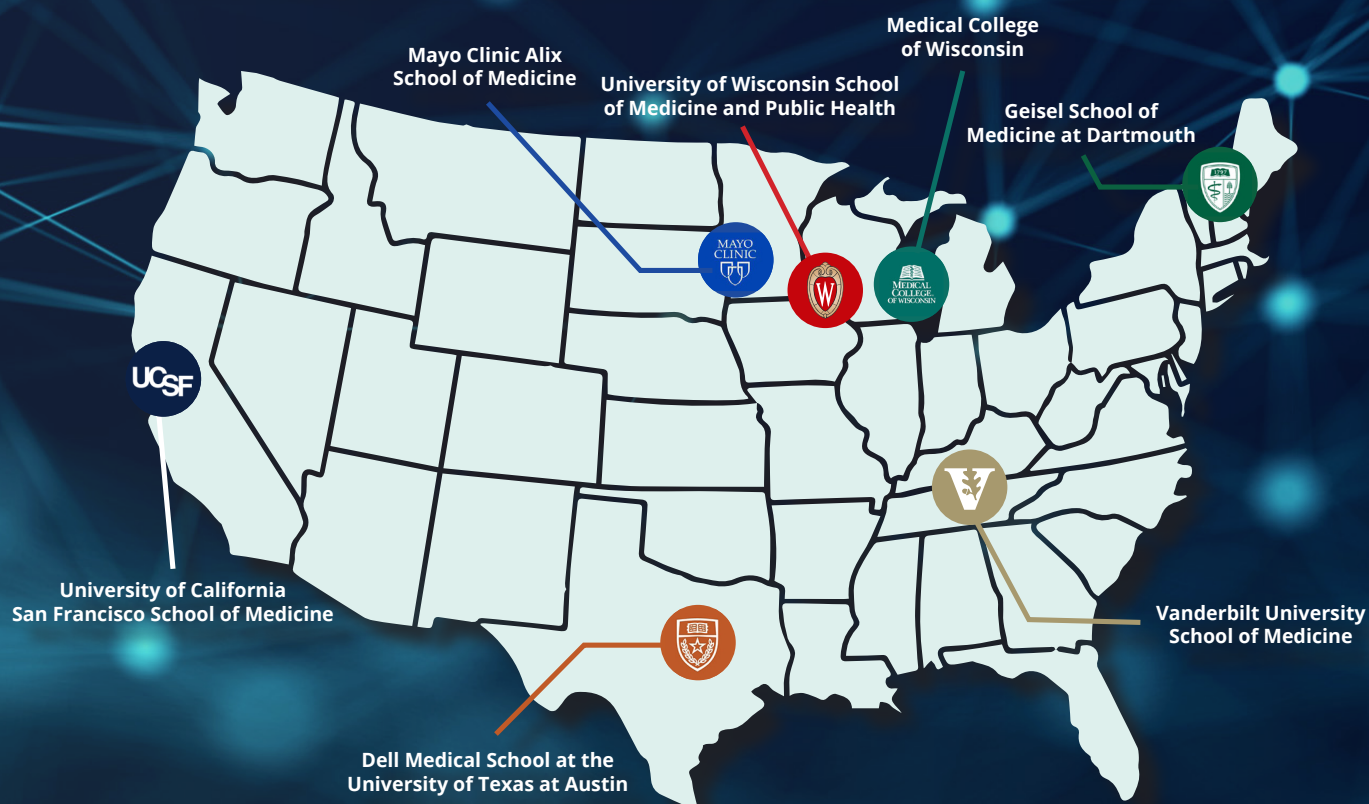 Medical College
of Wisconsin
Mayo Clinic Alix
School of Medicine
University of Wisconsin School
of Medicine and Public Health
Geisel School of
Medicine at Dartmouth
1797
MAYO
CLINIC
W
MEDICAL
COLLEGE
OF WISCONSIN
UCSF
V
University of California
San Francisco School of Medicine
Vanderbilt University
School of Medicine
Dell Medical School at the
University of Texas at Austin